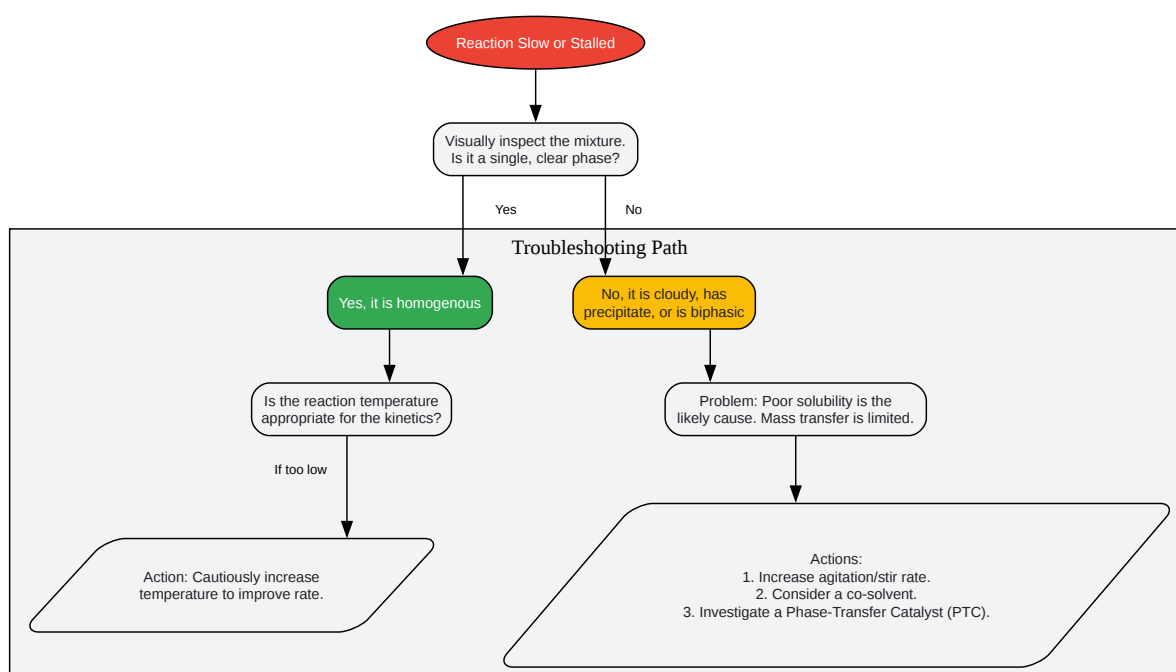 Reaction Slow or Stalled
Visually inspect the mixture.
Is it a single, clear phase?
Yes
No
Troubleshooting Path
Yes, it is homogenous
No, it is cloudy, has
precipitate, or is biphasic
Is the reaction temperature
appropriate for the kinetics?
Problem: Poor solubility is the
likely cause. Mass transfer is limited.
If too low
Action: Cautiously increase
temperature to improve rate.
Actions:
1. Increase agitation/stir rate.
2. Consider a co-solvent.
3. Investigate a Phase-Transfer Catalyst (PTC).